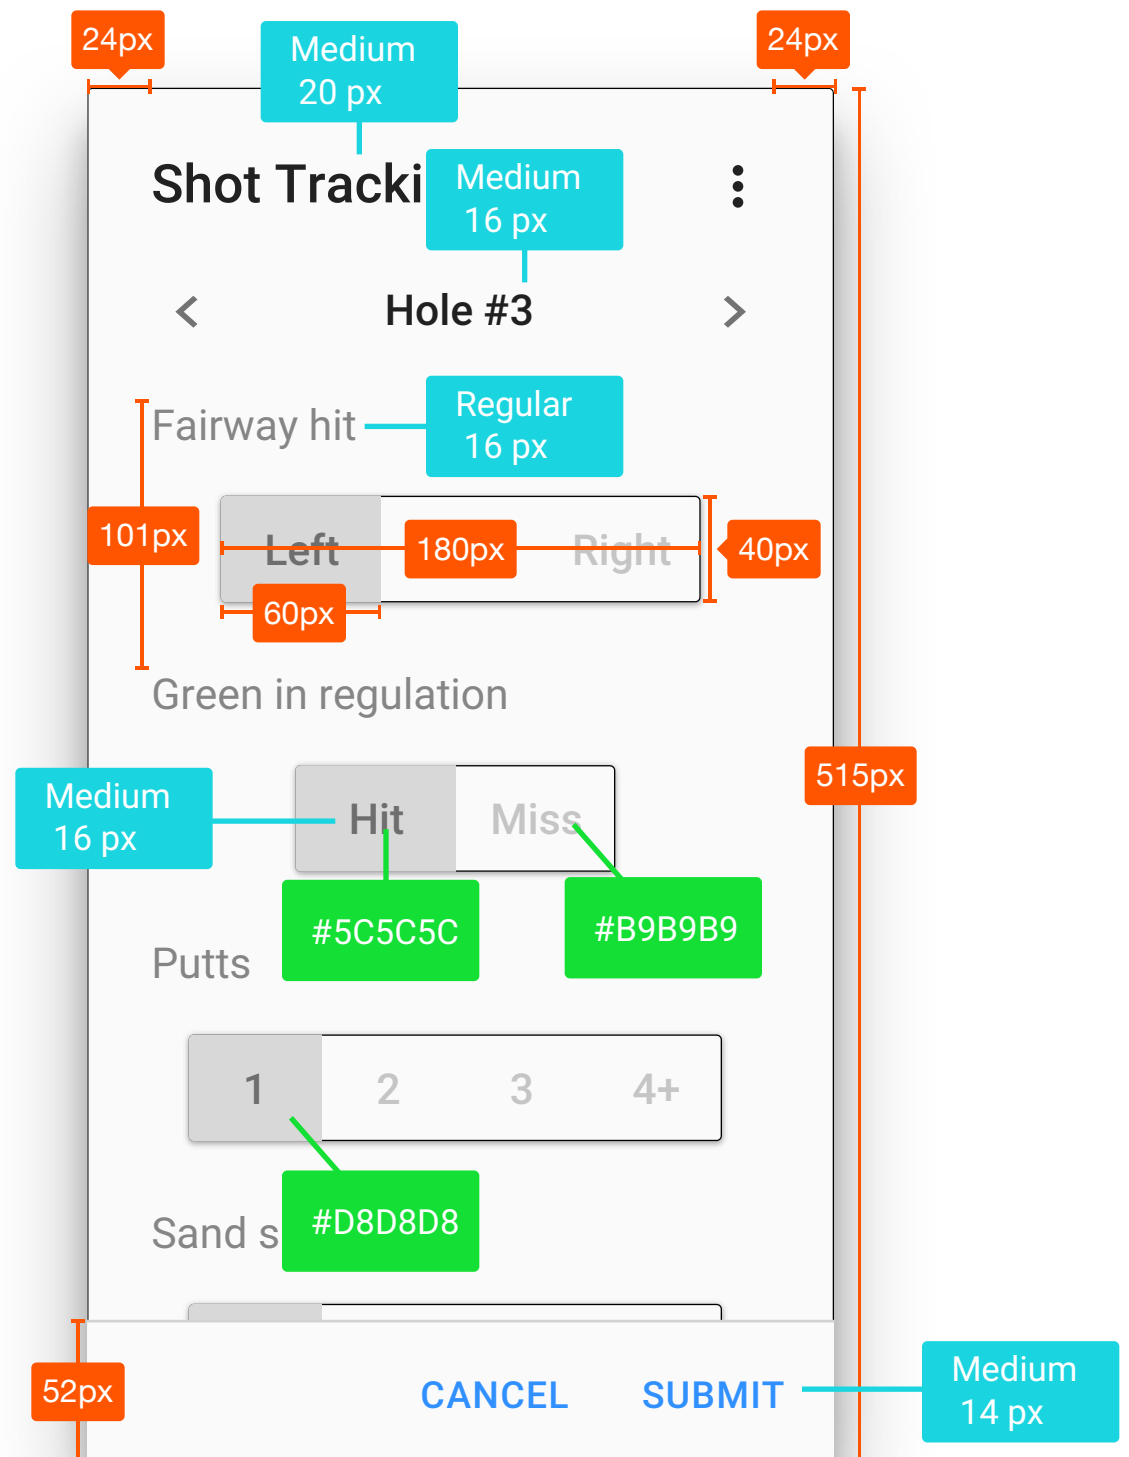 24px
24px
Medium
20 px
Shot Tracki
Medium
16 px
Hole #3
Fairway hit
Regular
16 px
101px
Left
180px
Right
40px
60px
Green in regulation
515px
Medium
16 px
Hit
Miss
#5C5C5C
#B9B9B9
Putts
1
2
3
4+
Sand s
#D8D8D8
52px
CANCEL
SUBMIT
Medium
14 px